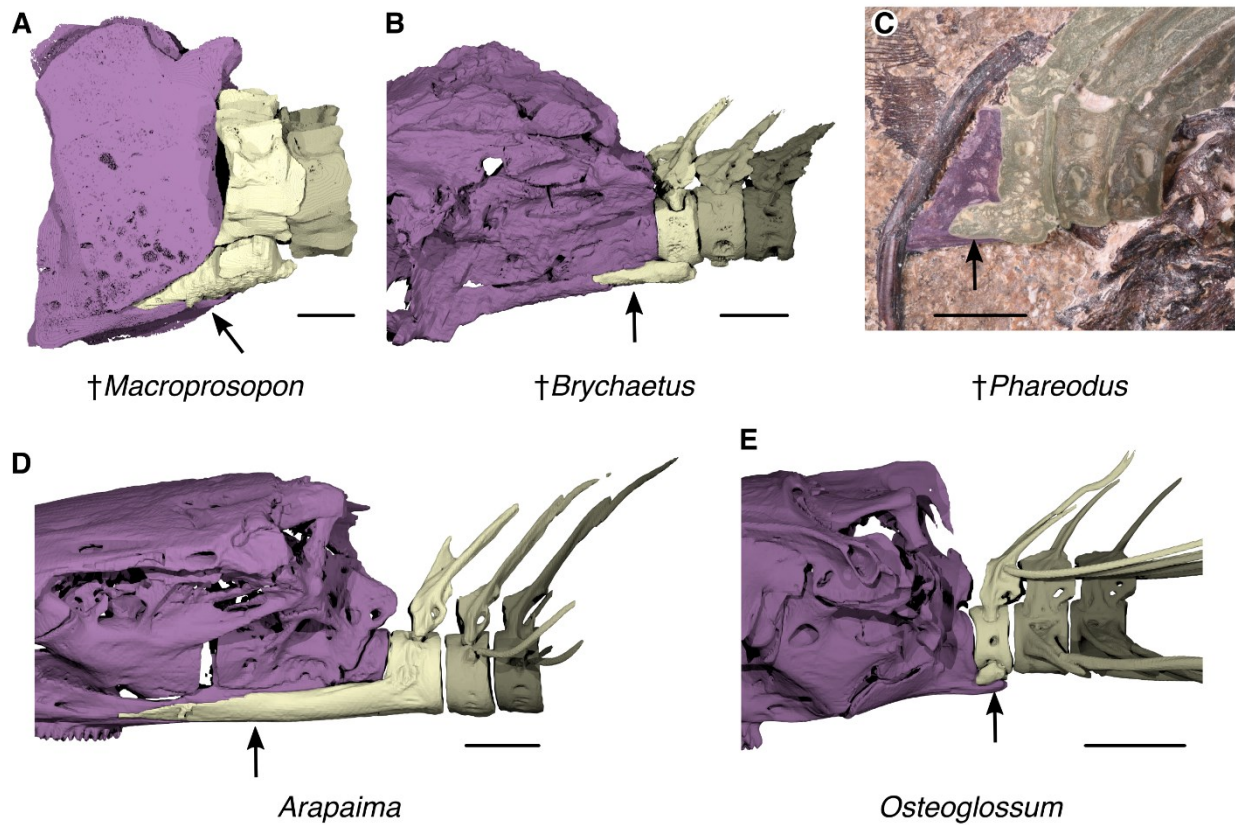 A
B
C
†Macroprosopon
†Brychaetus
†Phareodus
D
E
Arapaima
Osteoglossum